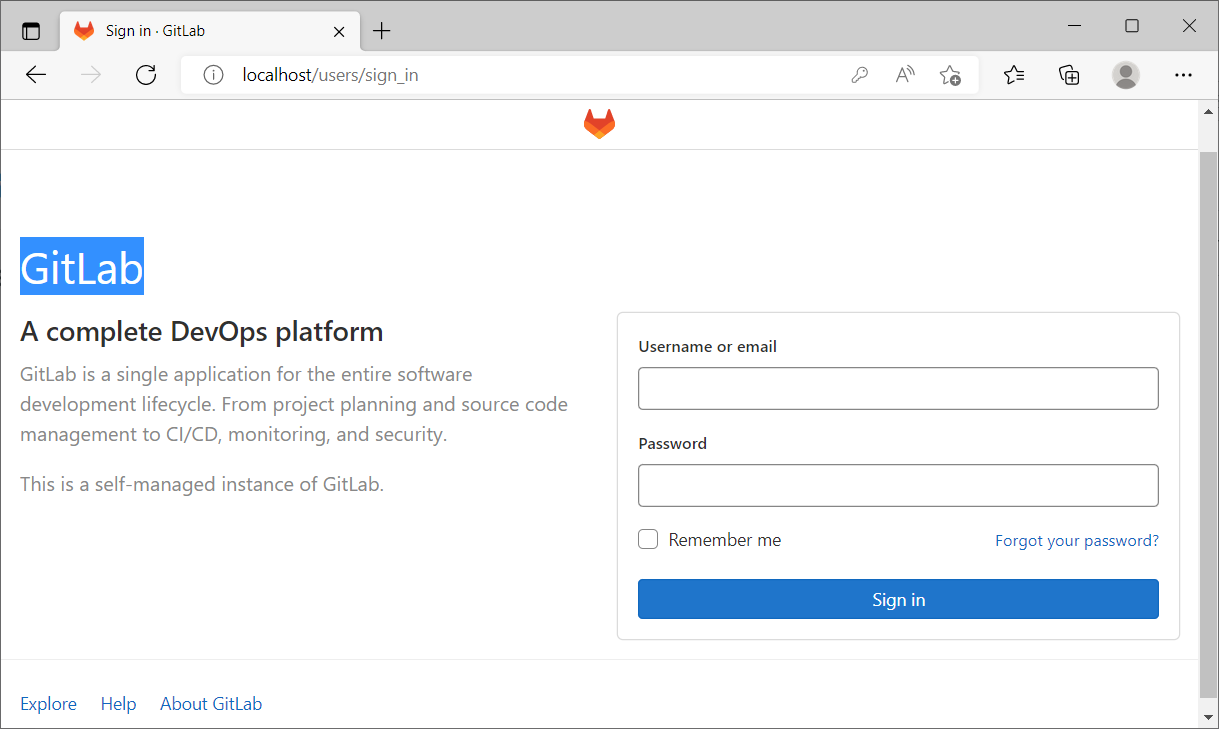 Sign in · GitLab
localhost/users/sign_in
GitLab
A complete DevOps platform
GitLab is a single application for the entire software
development lifecycle. From project planning and source code
management to CI/CD, monitoring, and security.
This is a self-managed instance of GitLab.
Username or email
Password
Remember me
Forgot your password?
Sign in
Explore
Help
About GitLab